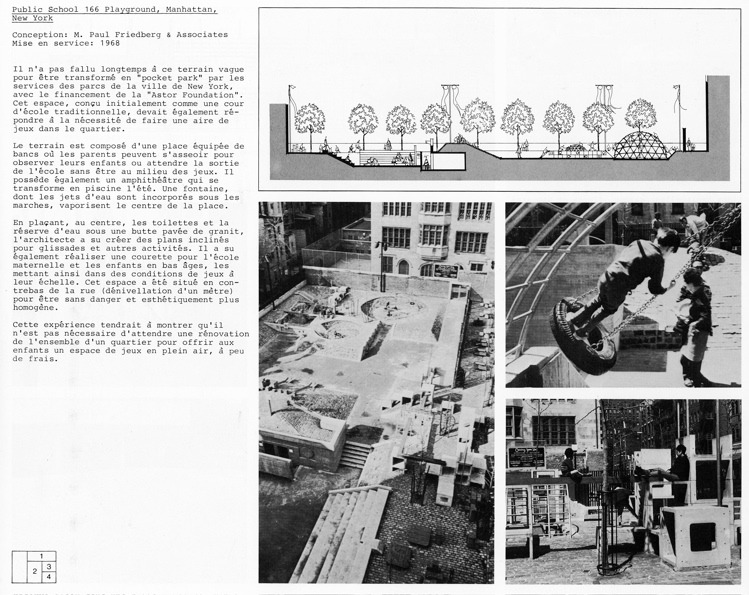 Public School 166 Playground, Manhattan,
New York
Conception: M. Paul Friedberg & Associates
Mise en service: 1968
Il n'a pas fallu longtemps à ce terrain vague
pour être transformé en "pocket park" par les
services des parcs de la ville de New York,
avec le financement de la "Astor Foundation".
Cet espace, conçu initialement comme une cour
d'école traditionnelle, devait également ré-
pondre à la nécessité de faire une aire de
jeux dans le quartier.
Le terrain est composé d'une place équipée de
bancs où les parents peuvent s'asseoir pour
observer leurs enfants ou attendre la sortie
de l'école sans être au milieu des jeux. Il
possède également un amphithéâtre qui se
transforme en piscine l'été. Une fontaine,
dont les jets d'eau sont incorporés sous les
marches, vaporisent le centre de la place.
En plaçant, au centre, les toilettes et la
réserve d'eau sous une butte pavée de granit,
l'architecte a su créer des plans inclinés
pour glissades et autres activités. Il a su
également réaliser une courette pour l'école
maternelle et les enfants en bas âges, les
mettant ainsi dans des conditions de jeux à
leur échelle. Cet espace a été situé en con-
trebas de la rue (dénivellation d'un mètre)
pour être sans danger et esthétiquement plus
homogène.
Cette expérience tendrait à montrer qu'il
n'est pas nécessaire d'attendre une rénovation
de l'ensemble d'un quartier pour offrir aux
enfants un espace de jeux en plein air, à peu
de frais.
1
2 3
4